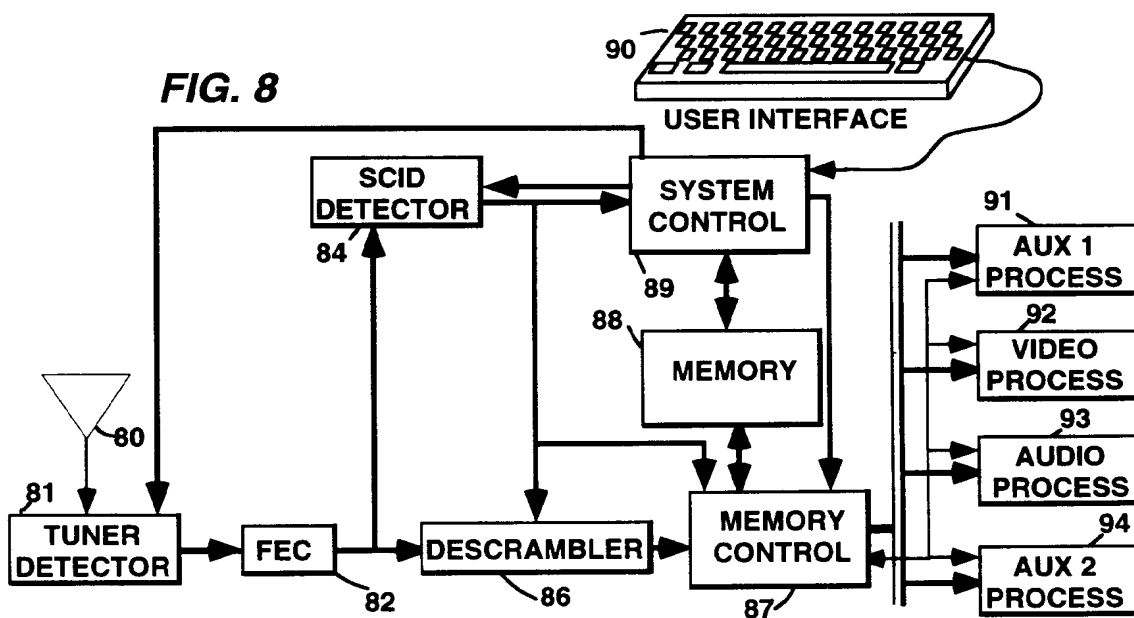 90
FIG. 8
USER INTERFACE
SCID
DETECTOR
84
SYSTEM
CONTROL
89
91
AUX 1
PROCESS
88
MEMORY
92
VIDEO
PROCESS
80
93
AUDIO
PROCESS
81
TUNER
DETECTOR
FEC
82
DESCRAMBLER
86
MEMORY
CONTROL
87
94
AUX 2
PROCESS